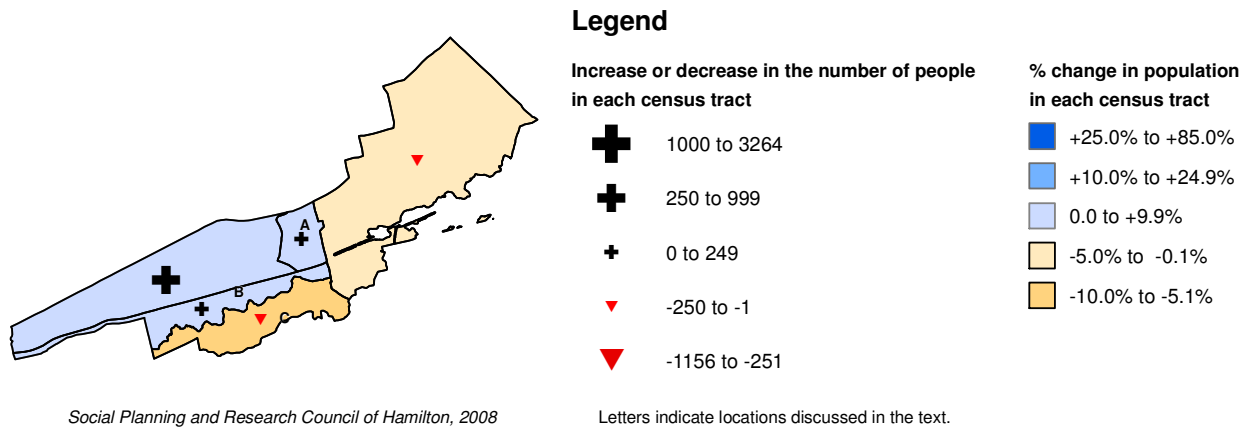 Legend
Increase or decrease in the number of people
in each census tract
1000 to 3264
250 to 999
0 to 249
-250 to -1
-1156 to -251
% change in population
in each census tract
+25.0% to +85.0%
+10.0% to +24.9%
0.0 to +9.9%
-5.0% to -0.1%
-10.0% to -5.1%
A
B
C
Social Planning and Research Council of Hamilton, 2008
Letters indicate locations discussed in the text.